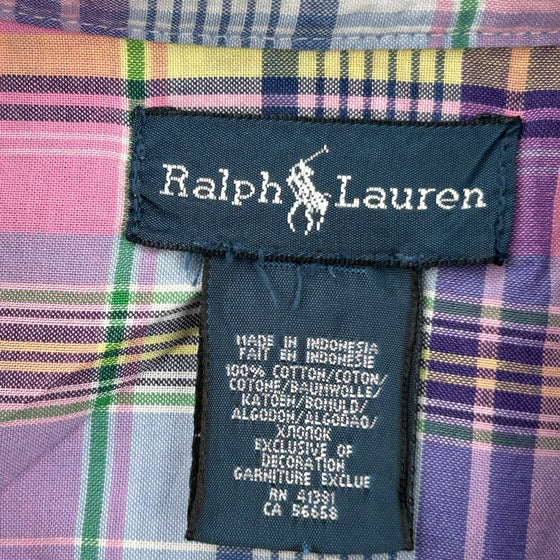 Ralph Lauren
MADE IN INDONESIA
FAIT EN INDONESIE
100% COTTON/COTON/
COTONE/BAUMWOLLE/
KATOEN/BOMULD/
ALGODON/ALGODAO/
ХЛОПОК
EXCLUSIVE OF
DECORATION
GARNITURE EXCLUE
RN 41381
CA 56658